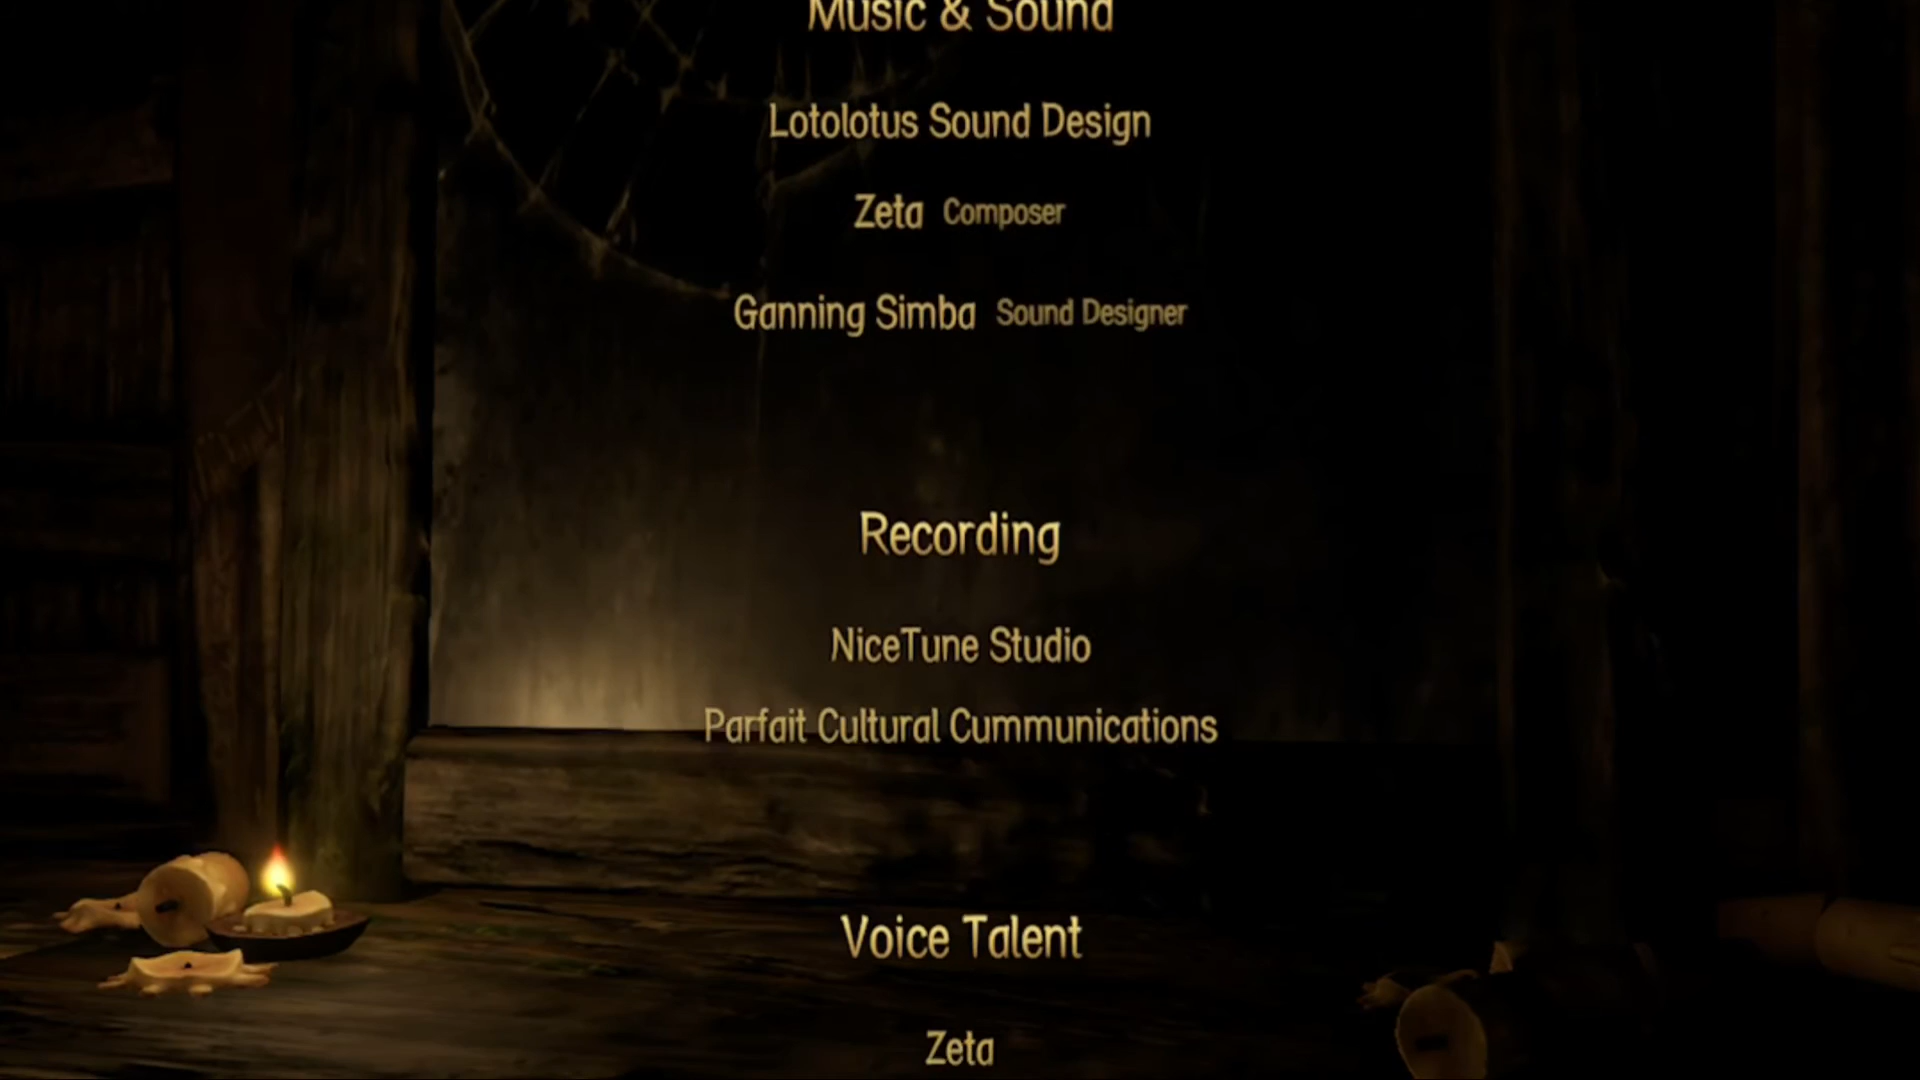 Music & Sound
Lotolotus Sound Design
Zeta Composer
Ganning Simba Sound Designer
Recording
NiceTune Studio
Parfait Cultural Cummunications
Voice Talent
Zeta